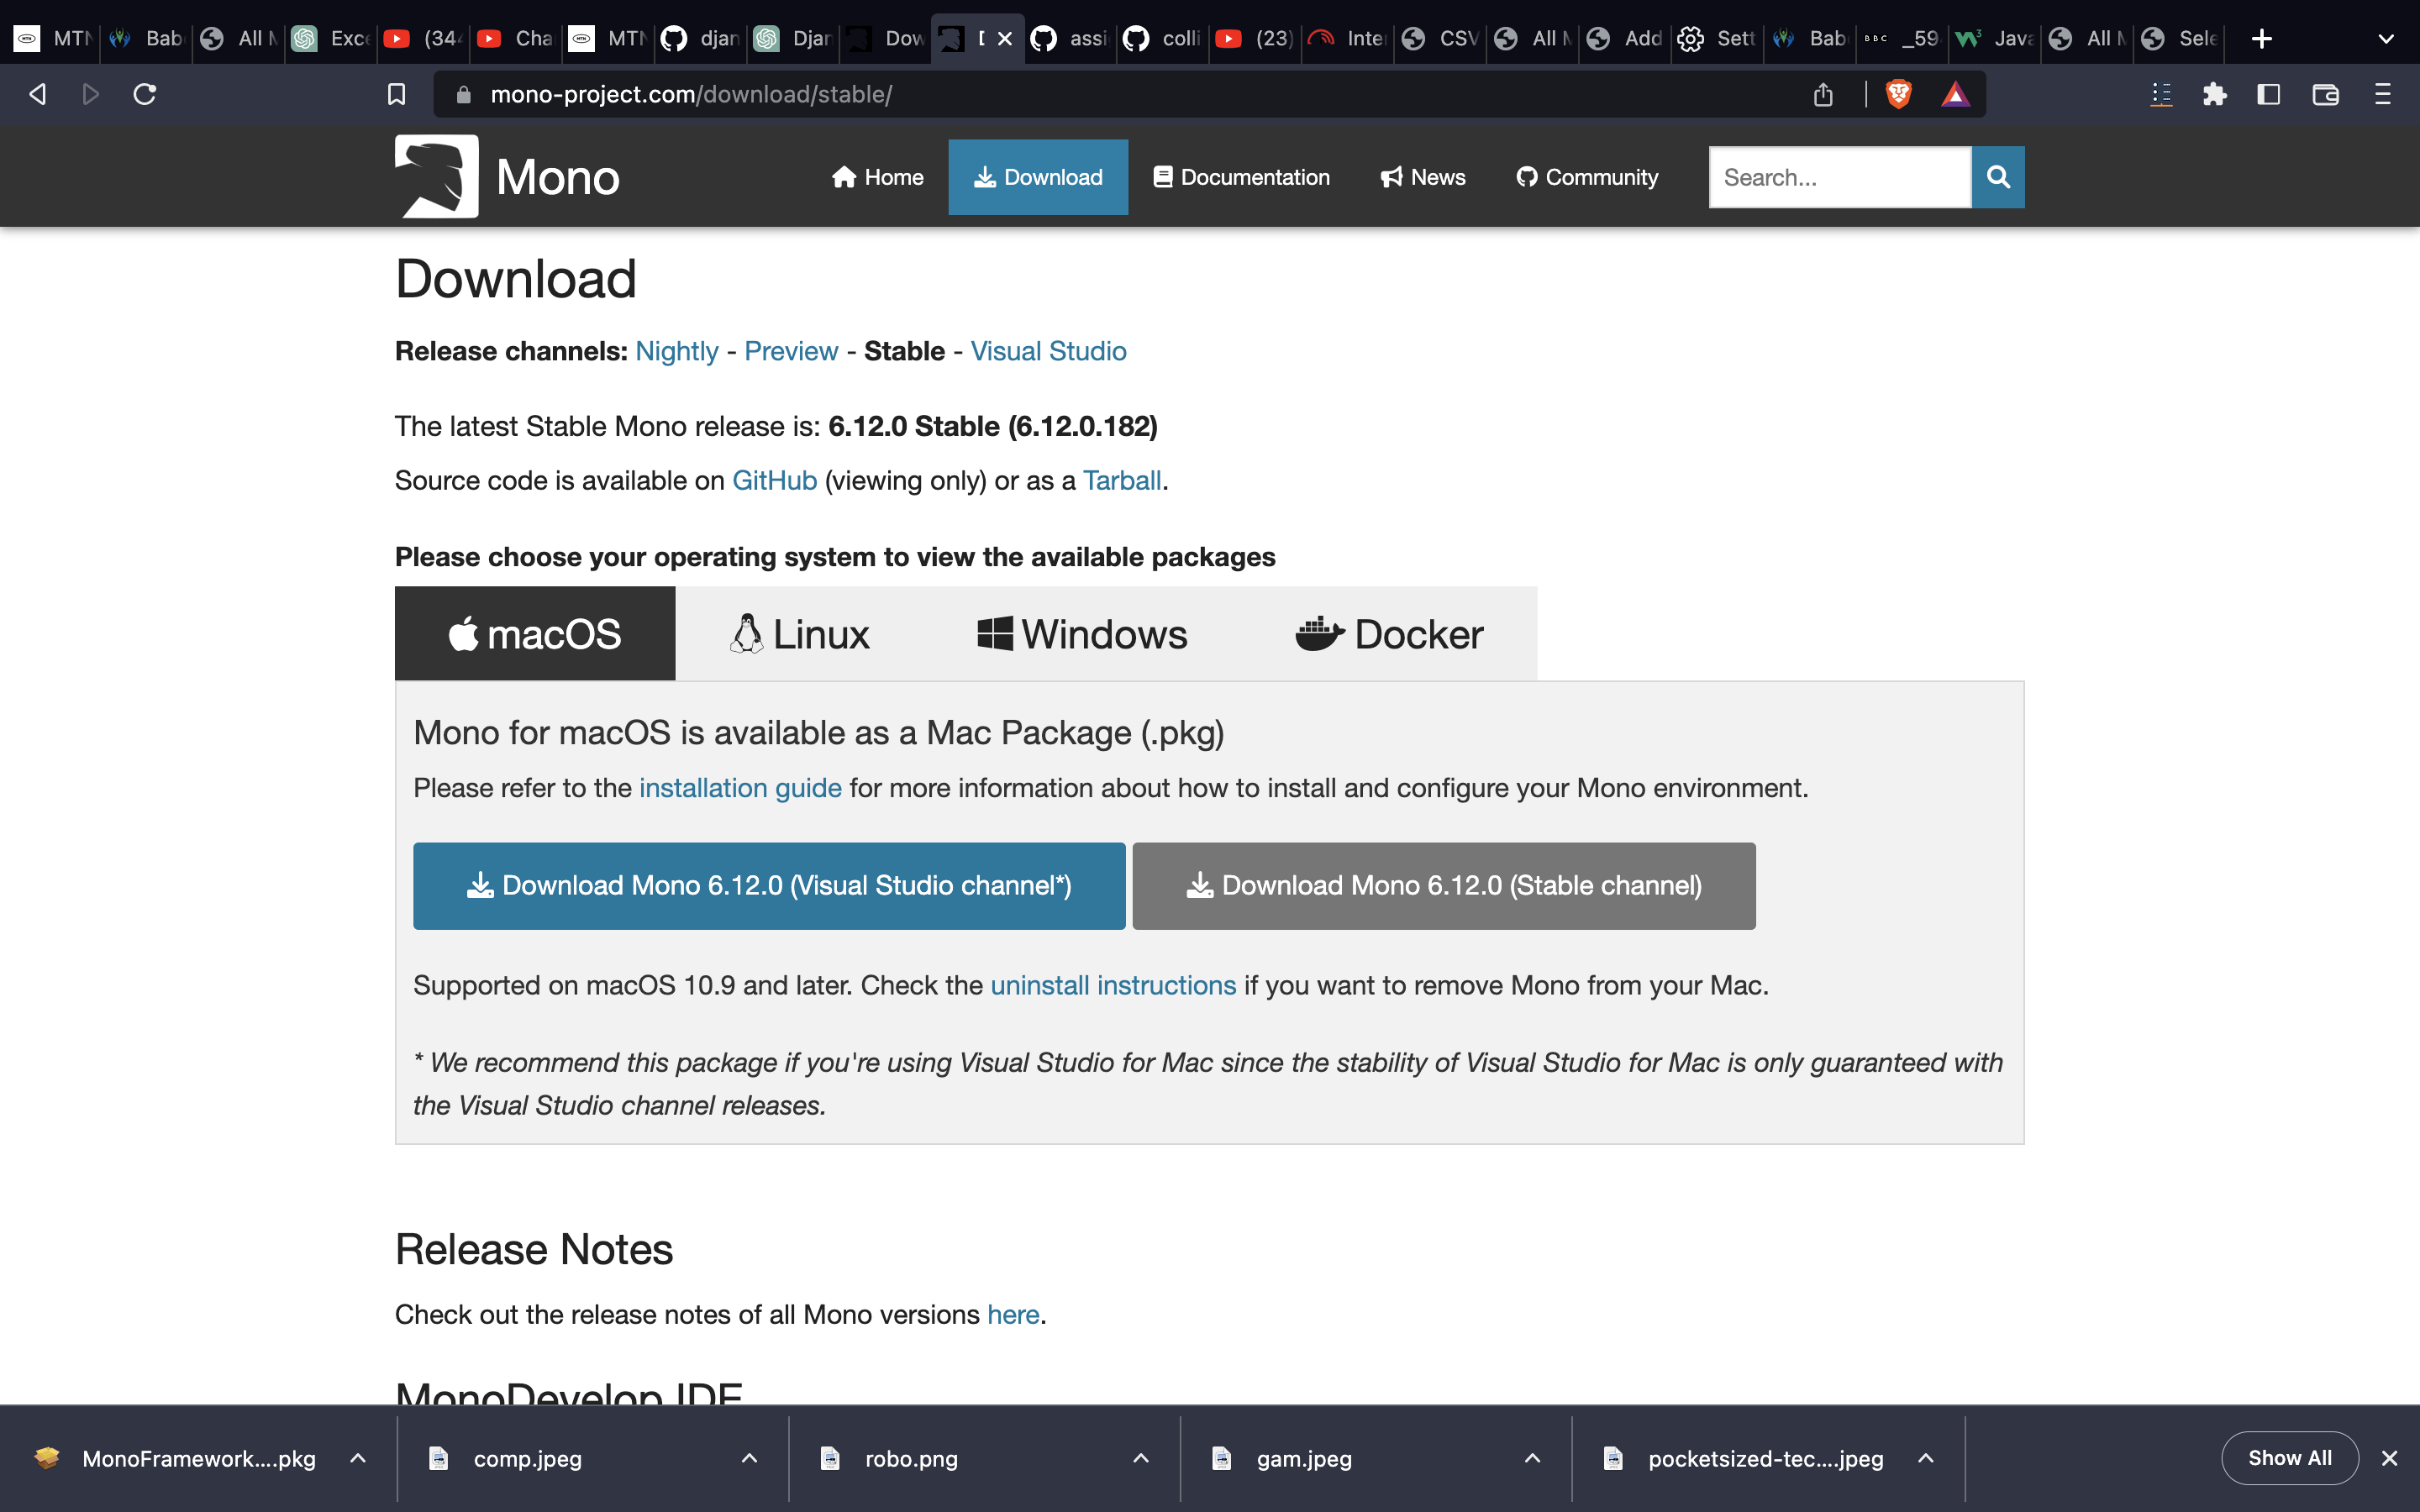 MTN
Bab
All M
Exce
(344
Cha
MTN
djan
Djan
Dow
assi
colli
(23)
Inte
CSV
All M
Add
Sett
Bab
BBC _59
Java
All M
Sele
mono-project.com/download/stable/
Mono
Home
Download
Documentation
News
Community
Search...
Download
Release channels: Nightly - Preview - Stable - Visual Studio
The latest Stable Mono release is: 6.12.0 Stable (6.12.0.182)
Source code is available on GitHub (viewing only) or as a Tarball.
Please choose your operating system to view the available packages
macOS
Linux
Windows
Docker
Mono for macOS is available as a Mac Package (.pkg)
Please refer to the installation guide for more information about how to install and configure your Mono environment.
Download Mono 6.12.0 (Visual Studio channel*)
Download Mono 6.12.0 (Stable channel)
Supported on macOS 10.9 and later. Check the uninstall instructions if you want to remove Mono from your Mac.
* We recommend this package if you're using Visual Studio for Mac since the stability of Visual Studio for Mac is only guaranteed with
the Visual Studio channel releases.
Release Notes
Check out the release notes of all Mono versions here.
MonoDevelop IDE
MonoFramework....pkg
comp.jpeg
robo.png
gam.jpeg
pocketsized-tec....jpeg
Show All